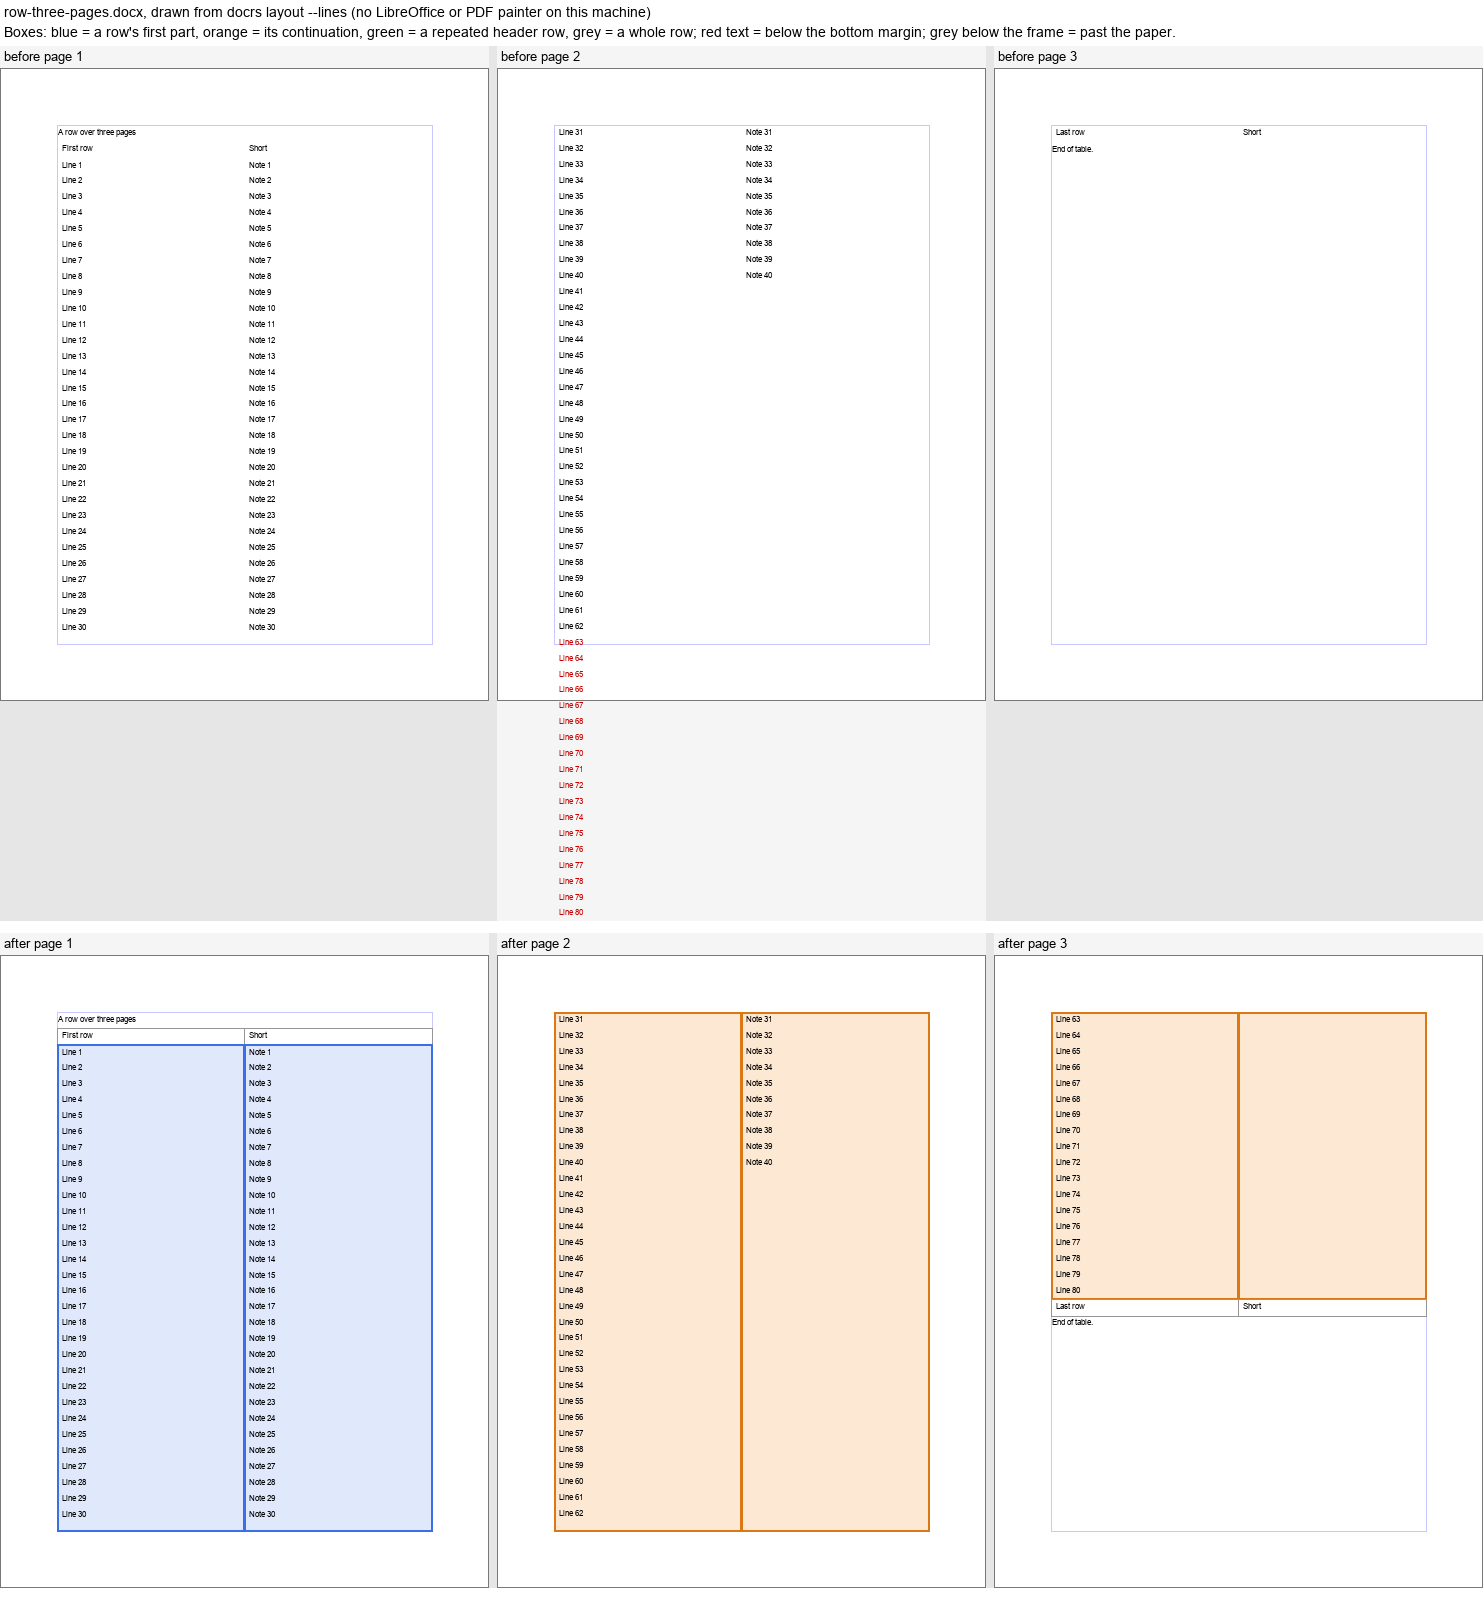 row-three-pages.docx, drawn from docrs layout --lines (no LibreOffice or PDF painter on this machine)
Boxes: blue = a row's first part, orange = its continuation, green = a repeated header row, grey = a whole row; red text = below the bottom margin; grey below the frame = past the paper.
before page 1
A row over three pages
First row Short
Line 1 Note 1
Line 2 Note 2
Line 3 Note 3
Line 4 Note 4
Line 5 Note 5
Line 6 Note 6
Line 7 Note 7
Line 8 Note 8
Line 9 Note 9
Line 10 Note 10
Line 11 Note 11
Line 12 Note 12
Line 13 Note 13
Line 14 Note 14
Line 15 Note 15
Line 16 Note 16
Line 17 Note 17
Line 18 Note 18
Line 19 Note 19
Line 20 Note 20
Line 21 Note 21
Line 22 Note 22
Line 23 Note 23
Line 24 Note 24
Line 25 Note 25
Line 26 Note 26
Line 27 Note 27
Line 28 Note 28
Line 29 Note 29
Line 30 Note 30
before page 2
Line 31 Note 31
Line 32 Note 32
Line 33 Note 33
Line 34 Note 34
Line 35 Note 35
Line 36 Note 36
Line 37 Note 37
Line 38 Note 38
Line 39 Note 39
Line 40 Note 40
Line 41
Line 42
Line 43
Line 44
Line 45
Line 46
Line 47
Line 48
Line 49
Line 50
Line 51
Line 52
Line 53
Line 54
Line 55
Line 56
Line 57
Line 58
Line 59
Line 60
Line 61
Line 62
Line 63
Line 64
Line 65
Line 66
Line 67
Line 68
Line 69
Line 70
Line 71
Line 72
Line 73
Line 74
Line 75
Line 76
Line 77
Line 78
Line 79
Line 80
before page 3
Last row Short
End of table.
after page 1
A row over three pages
First row Short
Line 1 Note 1
Line 2 Note 2
Line 3 Note 3
Line 4 Note 4
Line 5 Note 5
Line 6 Note 6
Line 7 Note 7
Line 8 Note 8
Line 9 Note 9
Line 10 Note 10
Line 11 Note 11
Line 12 Note 12
Line 13 Note 13
Line 14 Note 14
Line 15 Note 15
Line 16 Note 16
Line 17 Note 17
Line 18 Note 18
Line 19 Note 19
Line 20 Note 20
Line 21 Note 21
Line 22 Note 22
Line 23 Note 23
Line 24 Note 24
Line 25 Note 25
Line 26 Note 26
Line 27 Note 27
Line 28 Note 28
Line 29 Note 29
Line 30 Note 30
after page 2
Line 31 Note 31
Line 32 Note 32
Line 33 Note 33
Line 34 Note 34
Line 35 Note 35
Line 36 Note 36
Line 37 Note 37
Line 38 Note 38
Line 39 Note 39
Line 40 Note 40
Line 41
Line 42
Line 43
Line 44
Line 45
Line 46
Line 47
Line 48
Line 49
Line 50
Line 51
Line 52
Line 53
Line 54
Line 55
Line 56
Line 57
Line 58
Line 59
Line 60
Line 61
Line 62
after page 3
Line 63
Line 64
Line 65
Line 66
Line 67
Line 68
Line 69
Line 70
Line 71
Line 72
Line 73
Line 74
Line 75
Line 76
Line 77
Line 78
Line 79
Line 80
Last row Short
End of table.